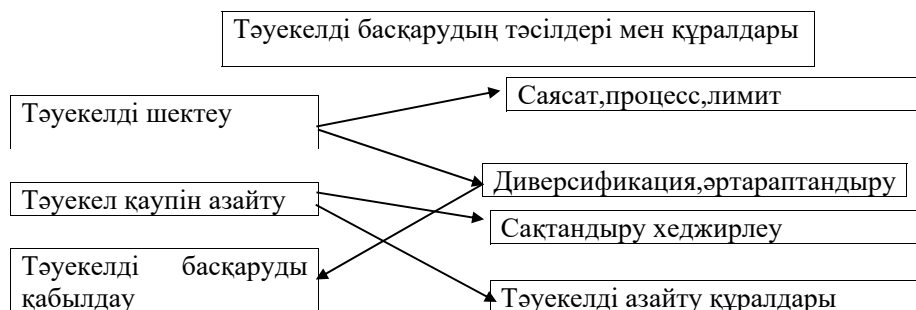 Тәуекелді басқарудың тәсілдері мен құралдары
Саясат,процесс,лимит
Тәуекелді шектеу
Диверсификация,әртараптандыру
Тәуекел қаупін азайту
Сақтандыру хеджирлеу
Тәуекелді басқаруды
қабылдау
Тәуекелді азайту құралдары